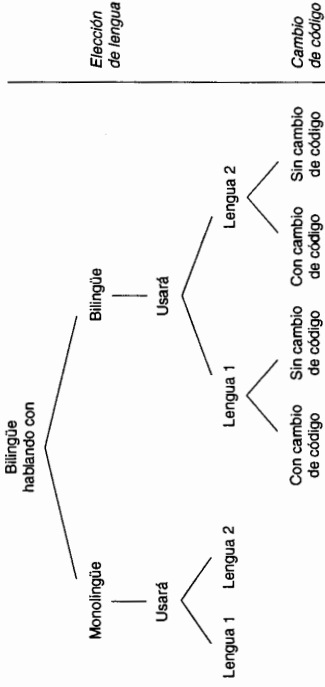 Bilingüe
hablando con
Monolingüe
Bilingüe
Elección
de lengua
Usará
Usará
Lengua 1
Lengua 2
Lengua 1
Lengua 2
Con cambio
de código
Sin cambio
de código
Con cambio
de código
Sin cambio
de código
Cambio
de código